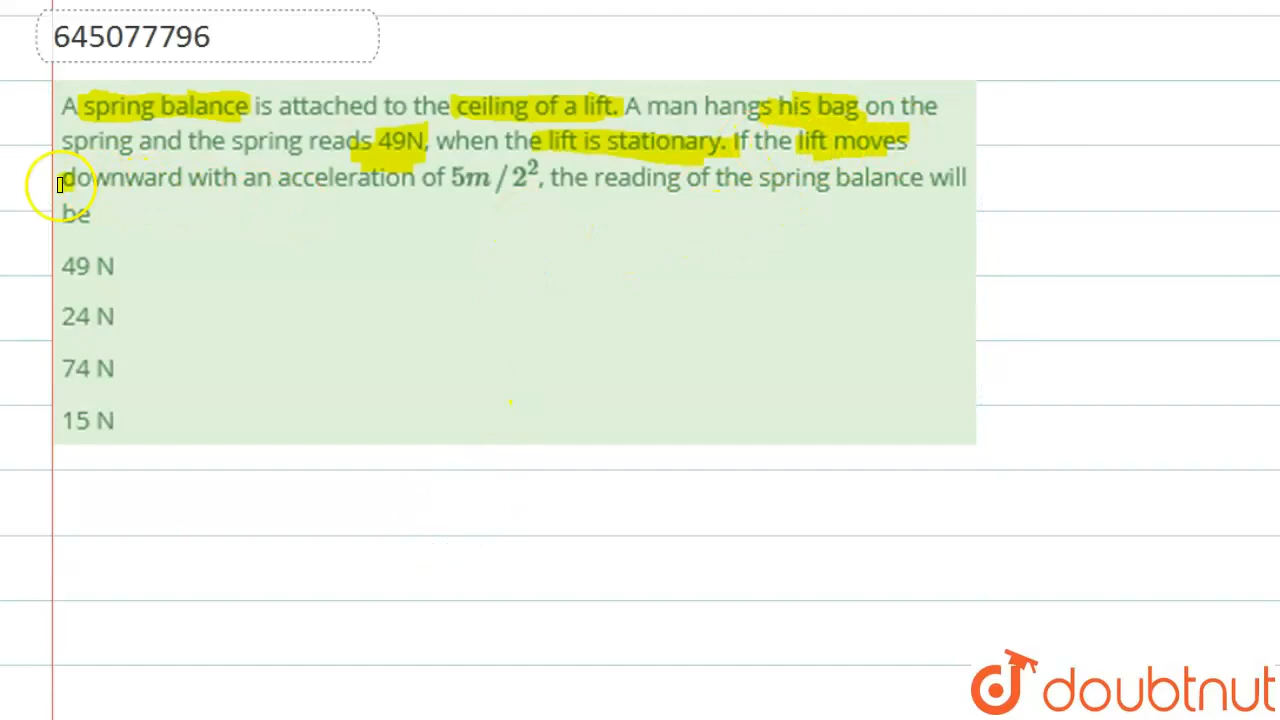 645077796
A spring balance is attached to the ceiling of a lift. A man hangs his bag on the
spring and the spring reads 49N, when the lift is stationary. If the lift moves
downward with an acceleration of 5m/2², the reading of the spring balance will
be
49 N
24 N
74 N
15 N
doubtnut